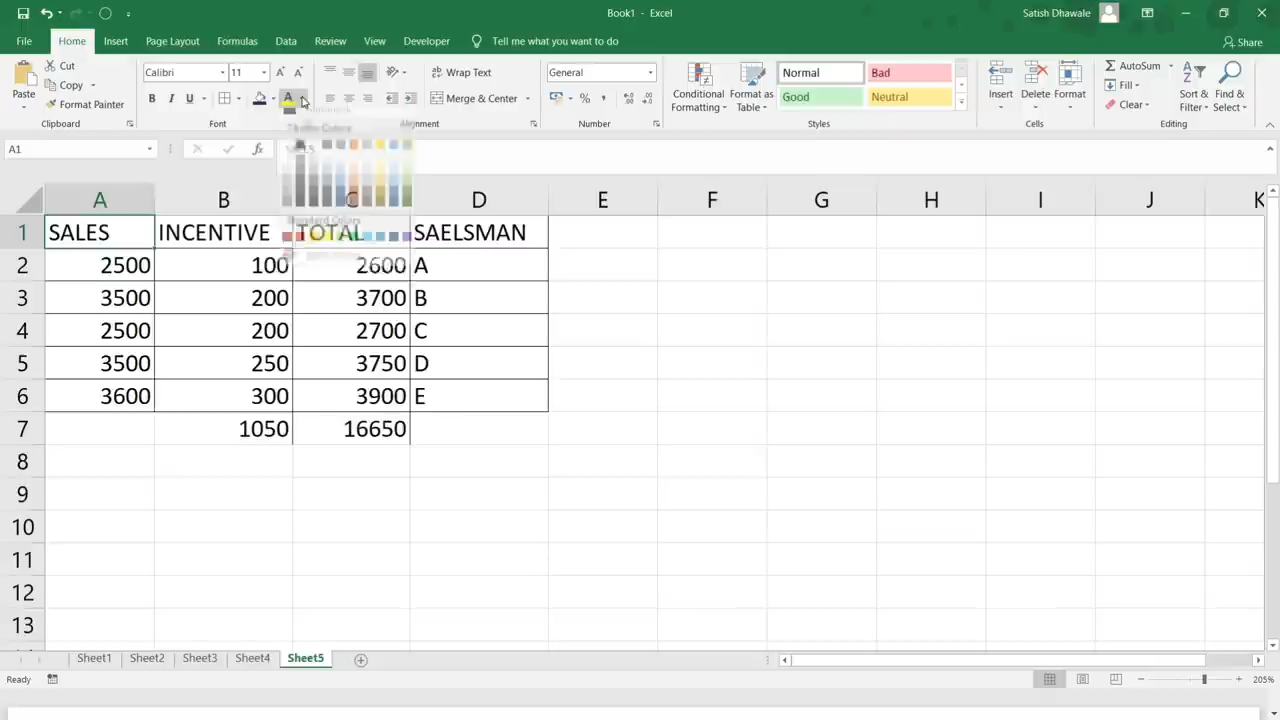 Book1 - Excel
Satish Dhawale
File Home Insert Page Layout Formulas Data Review View Developer Tell me what you want to do Share
Paste
Cut
Copy
Format Painter
Clipboard
Calibri 11
B I U
Font
Wrap Text
Merge & Center
Alignment
General
Number
Conditional Formatting
Format as Table
Normal Bad
Good Neutral
Styles
Insert Delete Format
Cells
AutoSum
Fill
Clear
Sort & Filter
Find & Select
Editing
Theme Colors
Standard Colors
A1
A B C D E F G H I J K
1 SALES INCENTIVE TOTAL SAELSMAN
2 2500 100 2600 A
3 3500 200 3700 B
4 2500 200 2700 C
5 3500 250 3750 D
6 3600 300 3900 E
7 1050 16650
8
9
10
11
12
13
Sheet1 Sheet2 Sheet3 Sheet4 Sheet5
Ready
205%